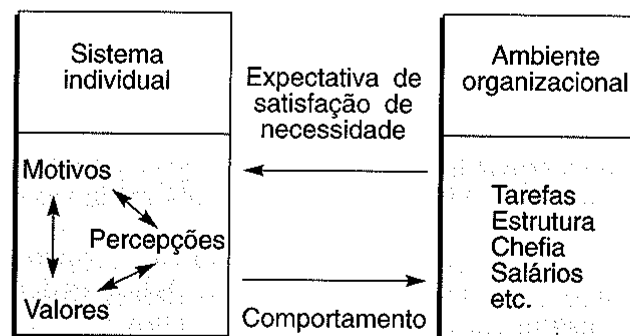 Sistema
individual
Motivos
Percepções
Valores
Expectativa de
satisfação de
necessidade
Comportamento
Ambiente
organizacional
Tarefas
Estrutura
Chefia
Salários
etc.